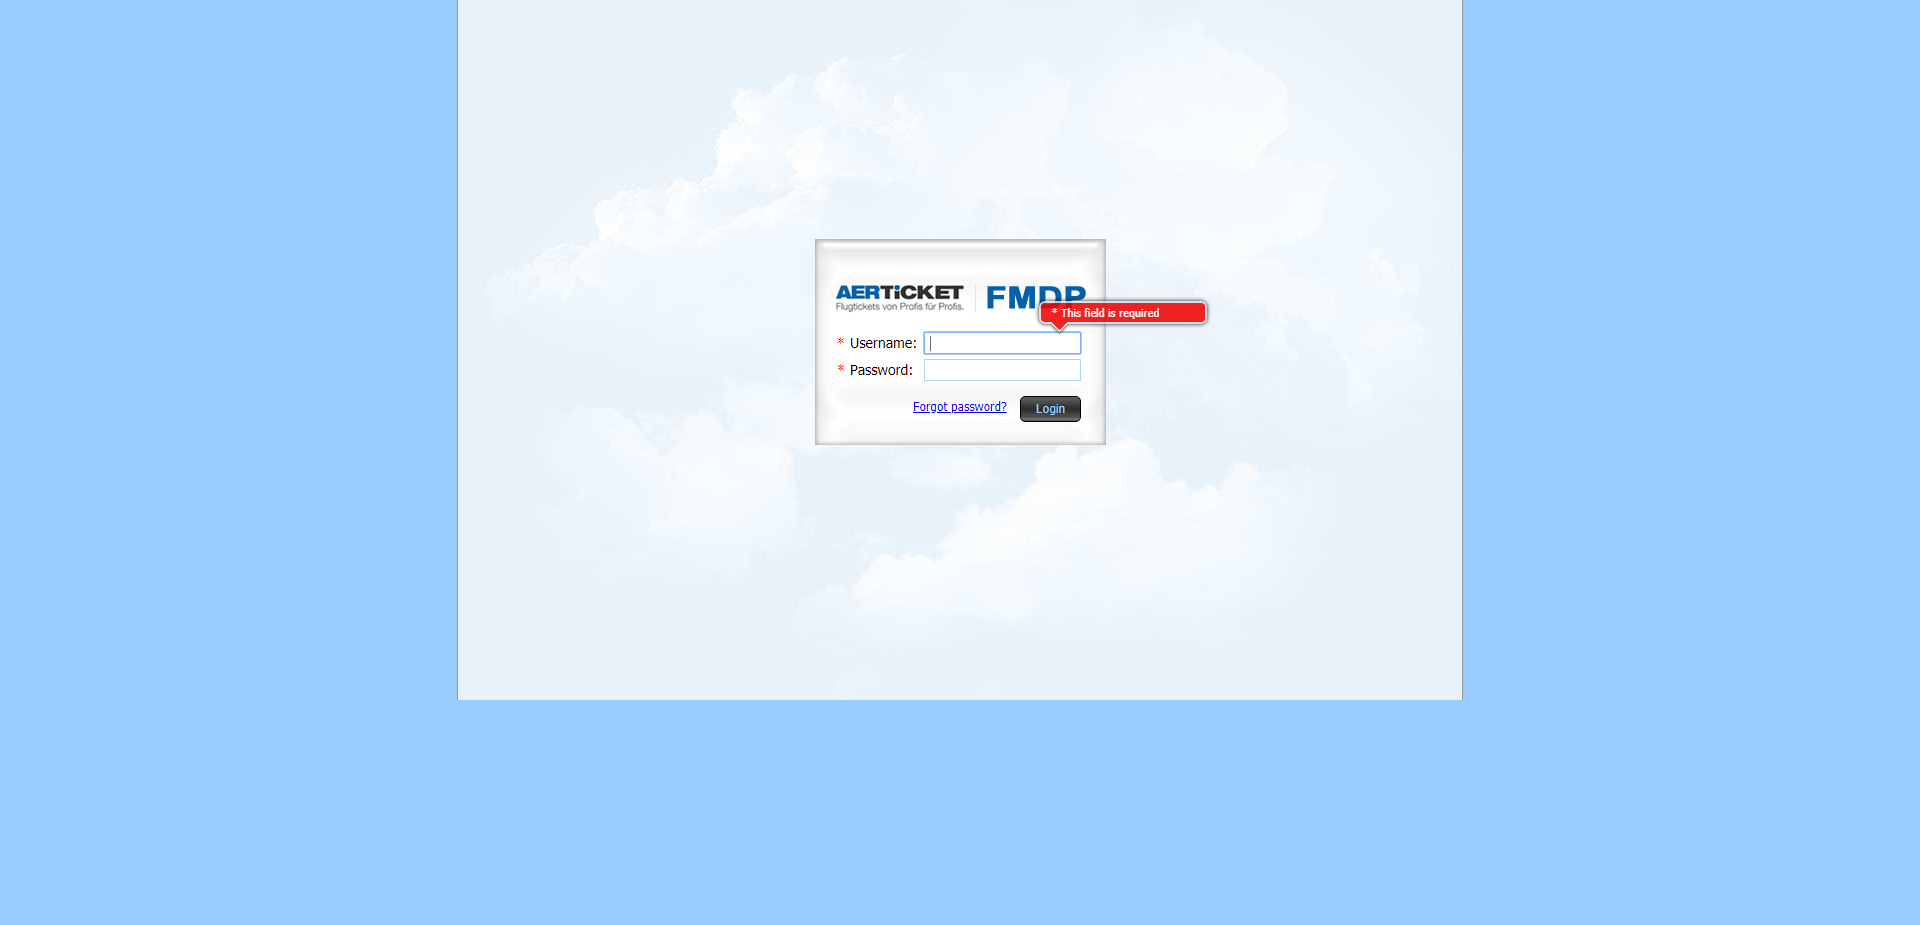 AERTiCKET
Flugtickets von Profis für Profis.
FMDP
* This field is required
* Username:
* Password:
Forgot password?
Login